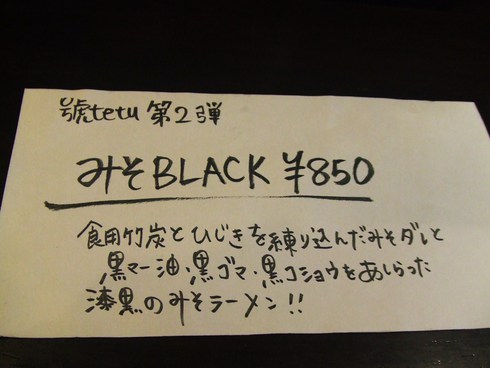 號tetu 第2弾
みそBLACK ¥850
食用竹炭とひじきを練り込んだみそダレと
黒マー油・黒ゴマ・黒コショウをあしらった
漆黒のみそラーメン!!